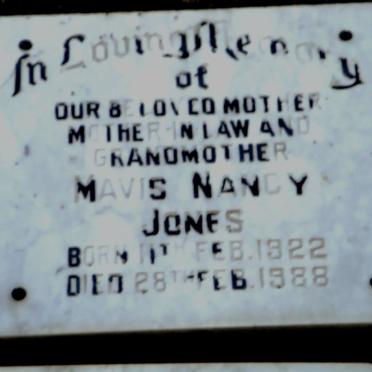 In Loving Memory
of
OUR BELOVED MOTHER
MOTHER IN LAW AND
GRANDMOTHER
MAVIS NANCY
JONES
BORN 11TH FEB. 1922
DIED 28TH FEB. 1988